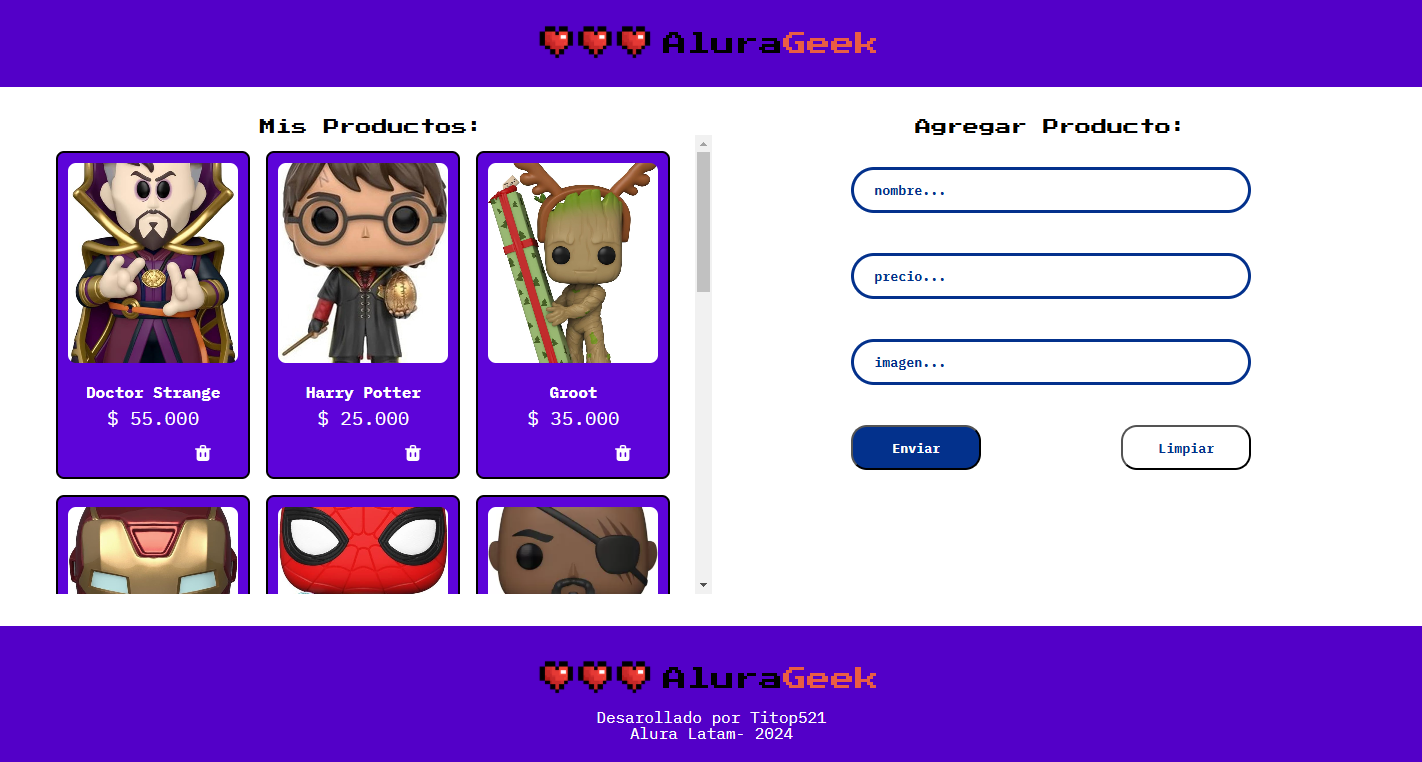 AluraGeek
Mis Productos:
Doctor Strange
$ 55.000
Harry Potter
$ 25.000
Groot
$ 35.000
Agregar Producto:
nombre...
precio...
imagen...
Enviar
Limpiar
AluraGeek
Desarollado por Titop521
Alura Latam- 2024